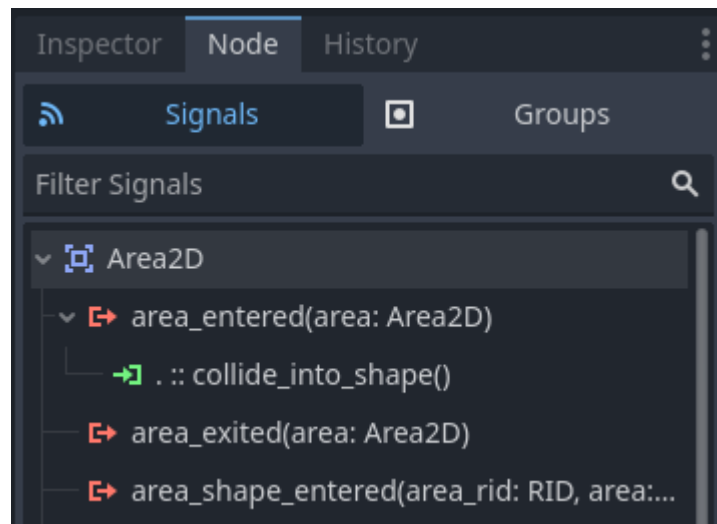 Inspector Node History
Signals Groups
Filter Signals
Area2D
area_entered(area: Area2D)
. :: collide_into_shape()
area_exited(area: Area2D)
area_shape_entered(area_rid: RID, area:...